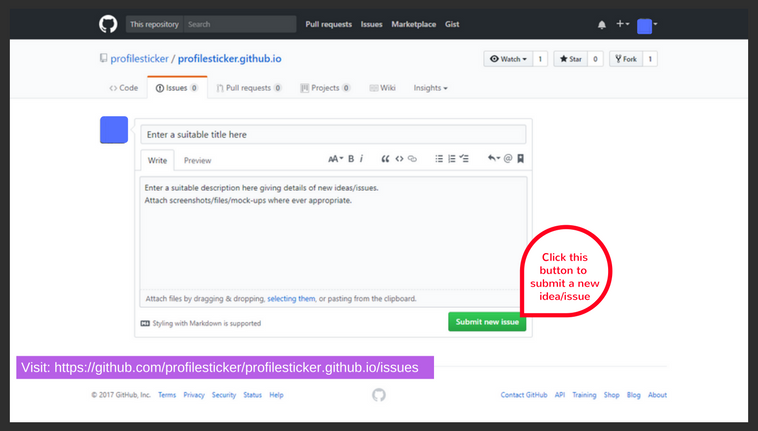 This repository Search Pull requests Issues Marketplace Gist
profilesticker / profilesticker.github.io Watch 1 Star 0 Fork 1
Code Issues 0 Pull requests 0 Projects 0 Wiki Insights
Enter a suitable title here
Write Preview AA B i
Enter a suitable description here giving details of new ideas/issues.
Attach screenshots/files/mock-ups where ever appropriate.
Click this
button to
submit a new
idea/issue
Attach files by dragging & dropping, selecting them, or pasting from the clipboard.
Styling with Markdown is supported Submit new issue
Visit: https://github.com/profilesticker/profilesticker.github.io/issues
© 2017 GitHub, Inc. Terms Privacy Security Status Help Contact GitHub API Training Shop Blog About